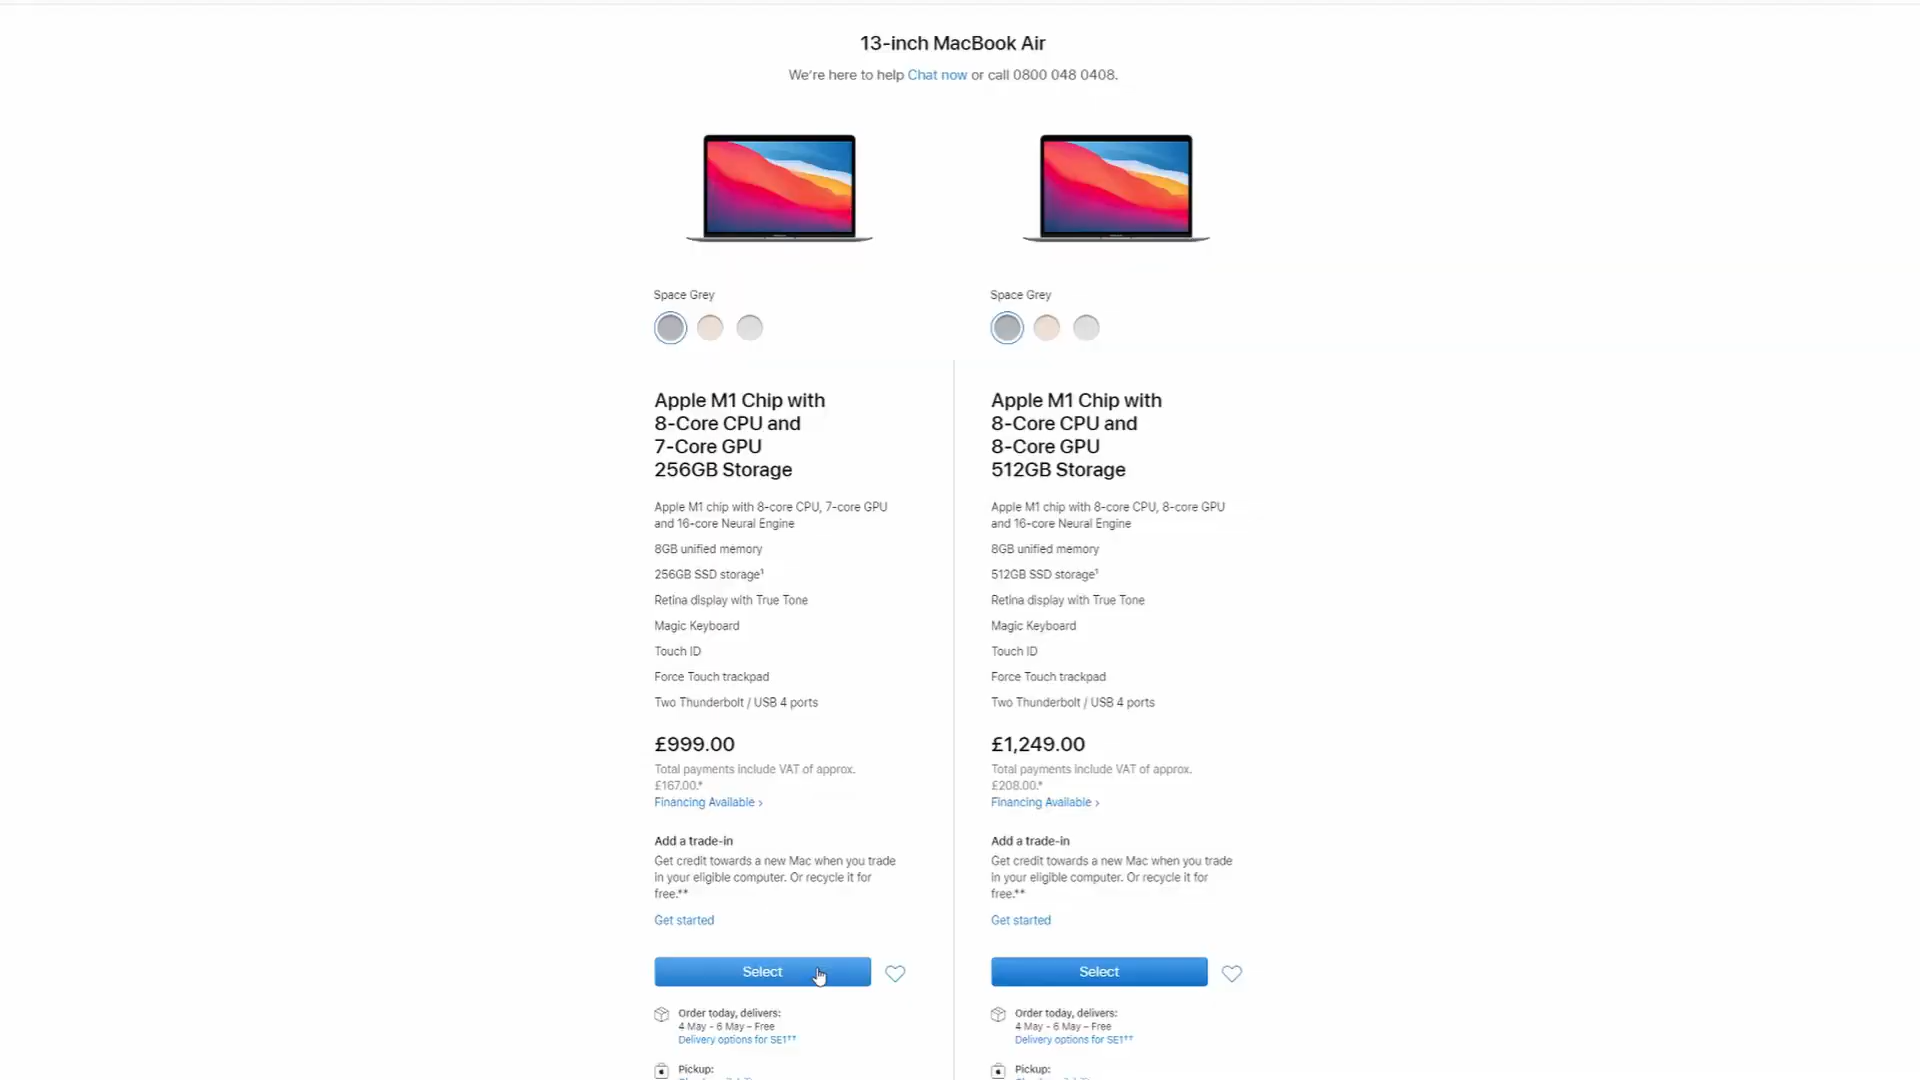 13-inch MacBook Air
We're here to help Chat now or call 0800 048 0408.
Space Grey
Apple M1 Chip with
8-Core CPU and
7-Core GPU
256GB Storage
Apple M1 chip with 8-core CPU, 7-core GPU
and 16-core Neural Engine
8GB unified memory
256GB SSD storage¹
Retina display with True Tone
Magic Keyboard
Touch ID
Force Touch trackpad
Two Thunderbolt / USB 4 ports
£999.00
Total payments include VAT of approx.
£167.00.*
Financing Available >
Add a trade-in
Get credit towards a new Mac when you trade
in your eligible computer. Or recycle it for
free.**
Get started
Select
Order today, delivers:
4 May - 6 May – Free
Delivery options for SE1††
Pickup:
Space Grey
Apple M1 Chip with
8-Core CPU and
8-Core GPU
512GB Storage
Apple M1 chip with 8-core CPU, 8-core GPU
and 16-core Neural Engine
8GB unified memory
512GB SSD storage¹
Retina display with True Tone
Magic Keyboard
Touch ID
Force Touch trackpad
Two Thunderbolt / USB 4 ports
£1,249.00
Total payments include VAT of approx.
£208.00.*
Financing Available >
Add a trade-in
Get credit towards a new Mac when you trade
in your eligible computer. Or recycle it for
free.**
Get started
Select
Order today, delivers:
4 May - 6 May – Free
Delivery options for SE1††
Pickup: